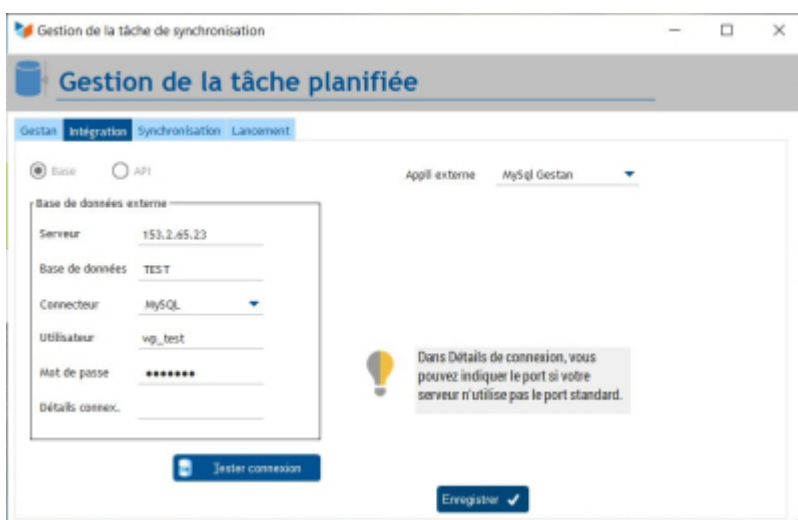 Gestion de la tâche de synchronisation
Gestion de la tâche planifiée
Gestan Intégration Synchronisation Lancement
Base API
Appli externe MySql Gestan
Base de données externe
Serveur 153.2.65.23
Base de données TEST
Connecteur MySQL
Utilisateur wp_test
Mot de passe •••••••
Détails connex.
Dans Détails de connexion, vous
pouvez indiquer le port si votre
serveur n'utilise pas le port standard.
Tester connexion
Enregistrer